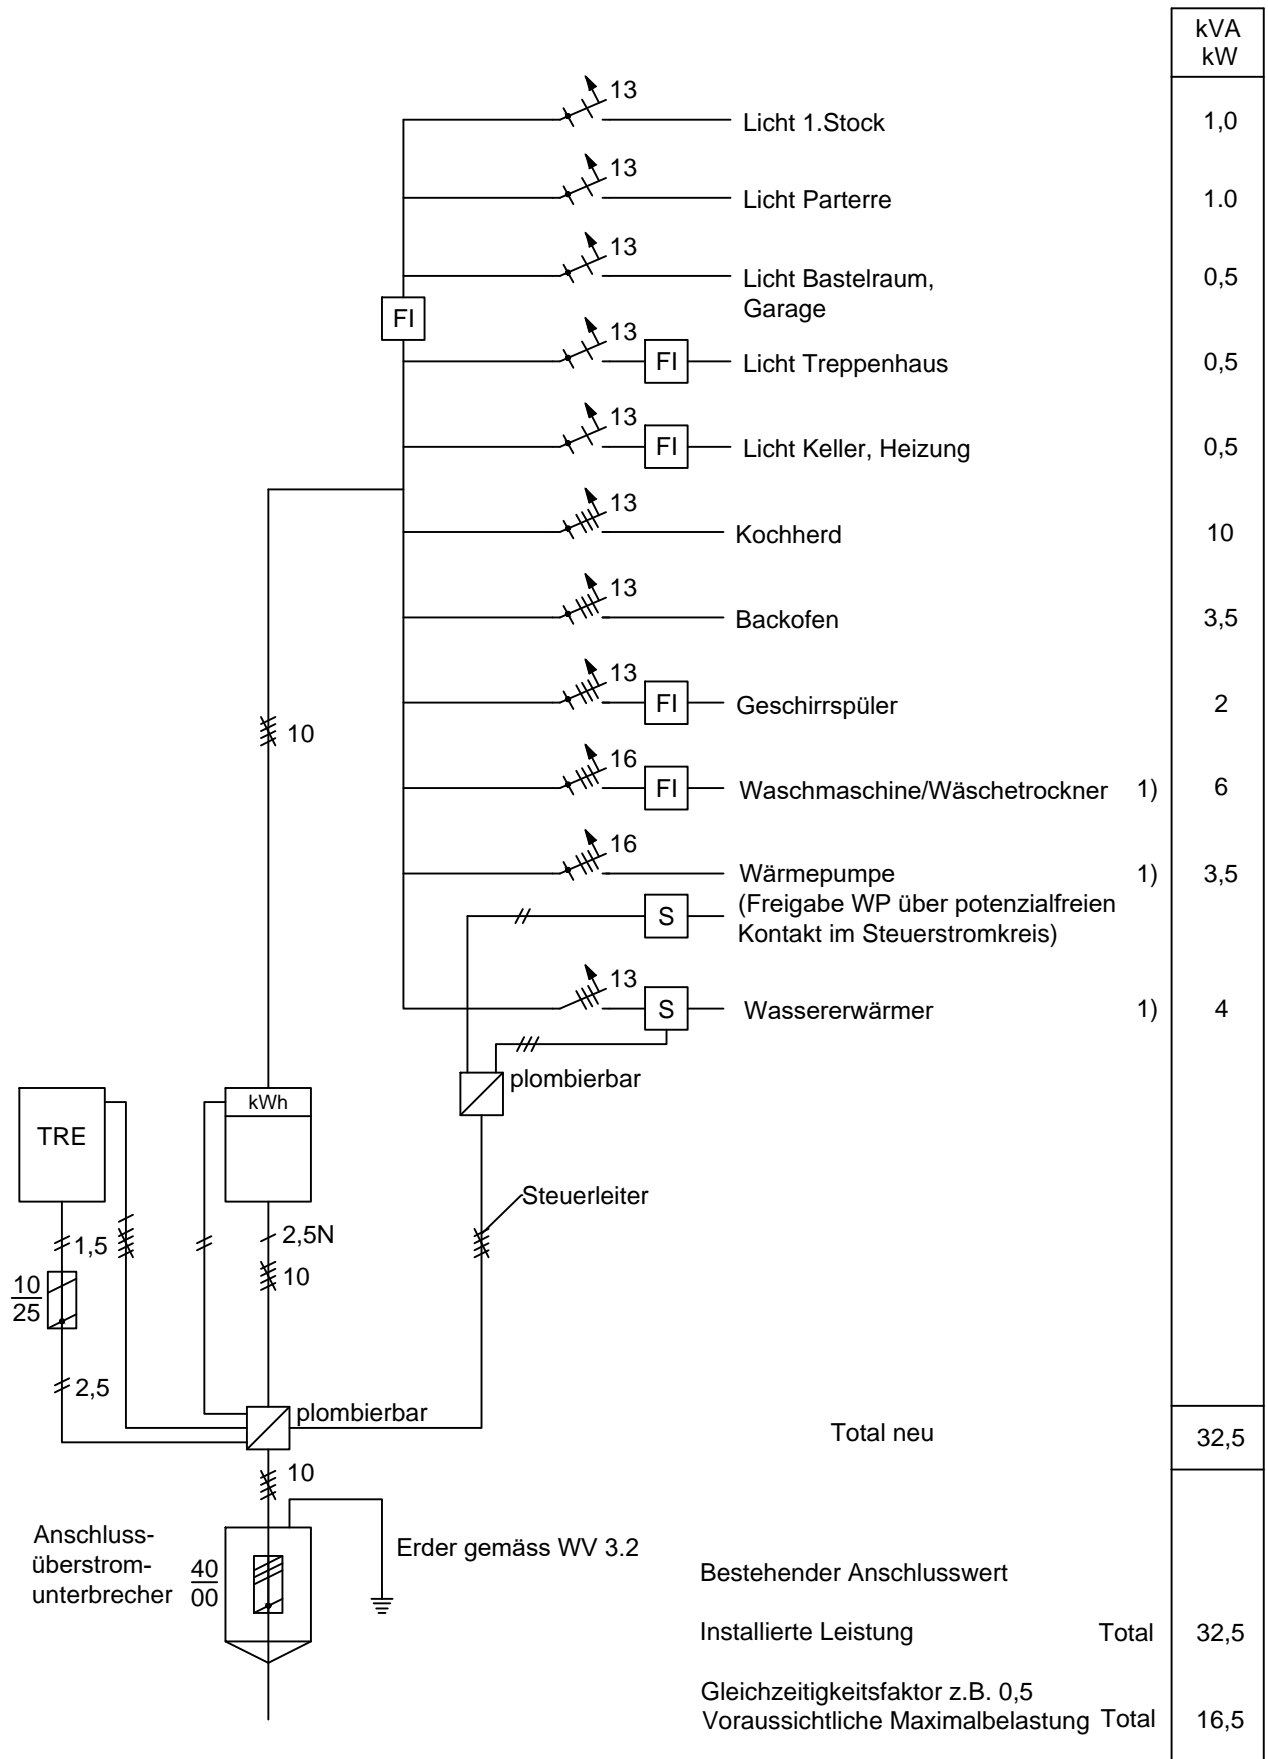 kVA
kW
13
Licht 1.Stock
1,0
13
Licht Parterre
1.0
13
Licht Bastelraum,
Garage
0,5
FI
13
FI
Licht Treppenhaus
0,5
13
FI
Licht Keller, Heizung
0,5
13
Kochherd
10
13
Backofen
3,5
13
FI
Geschirrspüler
2
10
16
FI
Waschmaschine/Wäschetrockner 1)
6
16
Wärmepumpe 1)
3,5
(Freigabe WP über potenzialfreien
Kontakt im Steuerstromkreis)
S
13
S
Wassererwärmer 1)
4
plombierbar
kWh
TRE
Steuerleiter
1,5
2,5N
10
10
25
2,5
plombierbar
Total neu
32,5
10
Anschluss-
überstrom-
unterbrecher
40
00
Erder gemäss WV 3.2
Bestehender Anschlusswert
Installierte Leistung Total 32,5
Gleichzeitigkeitsfaktor z.B. 0,5
Voraussichtliche Maximalbelastung Total 16,5